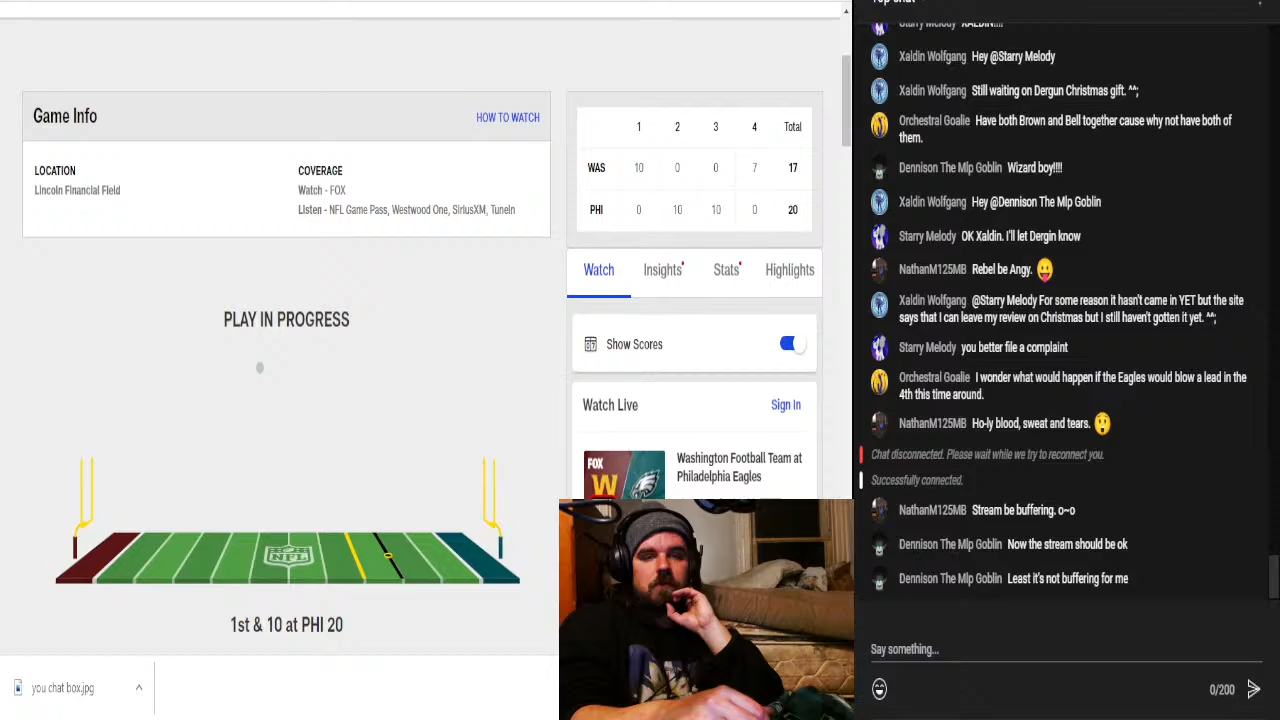 Game Info
HOW TO WATCH
LOCATION
Lincoln Financial Field
COVERAGE
Watch - FOX
Listen - NFL Game Pass, Westwood One, SiriusXM, TuneIn
PLAY IN PROGRESS
NFL
1st & 10 at PHI 20
you chat box.jpg
1 2 3 4 Total
WAS 10 0 0 7 17
PHI 0 10 10 0 20
Watch Insights Stats Highlights
Show Scores
Watch Live Sign In
FOX
W
Washington Football Team at
Philadelphia Eagles
Starry Melody XALDIN!!!!
Xaldin Wolfgang Hey @Starry Melody
Xaldin Wolfgang Still waiting on Dergun Christmas gift. ^^;
Orchestral Goalie Have both Brown and Bell together cause why not have both of
them.
Dennison The Mlp Goblin Wizard boy!!!!
Xaldin Wolfgang Hey @Dennison The Mlp Goblin
Starry Melody OK Xaldin. I'll let Dergin know
NathanM125MB Rebel be Angy. 😛
Xaldin Wolfgang @Starry Melody For some reason it hasn't came in YET but the site
says that I can leave my review on Christmas but I still haven't gotten it yet. ^^;
Starry Melody you better file a complaint
Orchestral Goalie I wonder what would happen if the Eagles would blow a lead in the
4th this time around.
NathanM125MB Ho-ly blood, sweat and tears. 😲
Chat disconnected. Please wait while we try to reconnect you.
Successfully connected.
NathanM125MB Stream be buffering. o~o
Dennison The Mlp Goblin Now the stream should be ok
Dennison The Mlp Goblin Least it's not buffering for me
Say something...
0/200